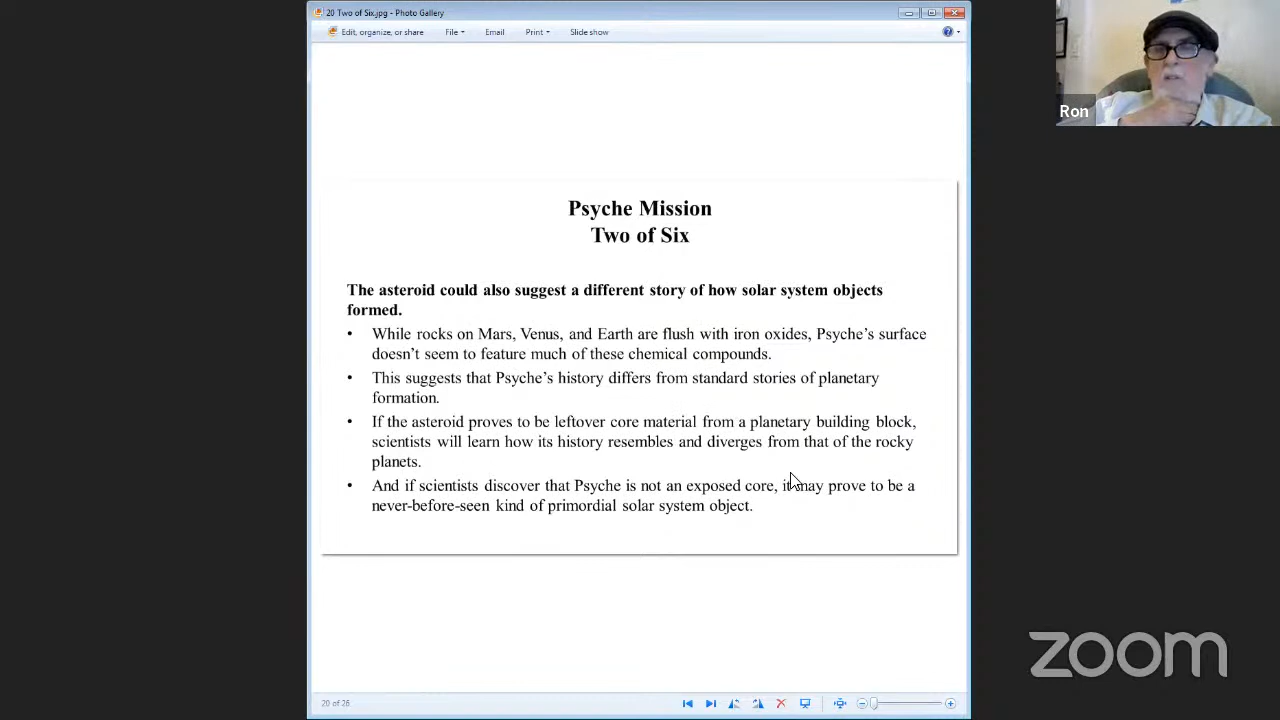 20 Two of Six.jpg - Photo Gallery
Edit, organize, or share File Email Print Slide show
Ron
Psyche Mission
Two of Six
The asteroid could also suggest a different story of how solar system objects
formed.
• While rocks on Mars, Venus, and Earth are flush with iron oxides, Psyche's surface
doesn't seem to feature much of these chemical compounds.
• This suggests that Psyche's history differs from standard stories of planetary
formation.
• If the asteroid proves to be leftover core material from a planetary building block,
scientists will learn how its history resembles and diverges from that of the rocky
planets.
• And if scientists discover that Psyche is not an exposed core, it may prove to be a
never-before-seen kind of primordial solar system object.
zoom
20 of 26